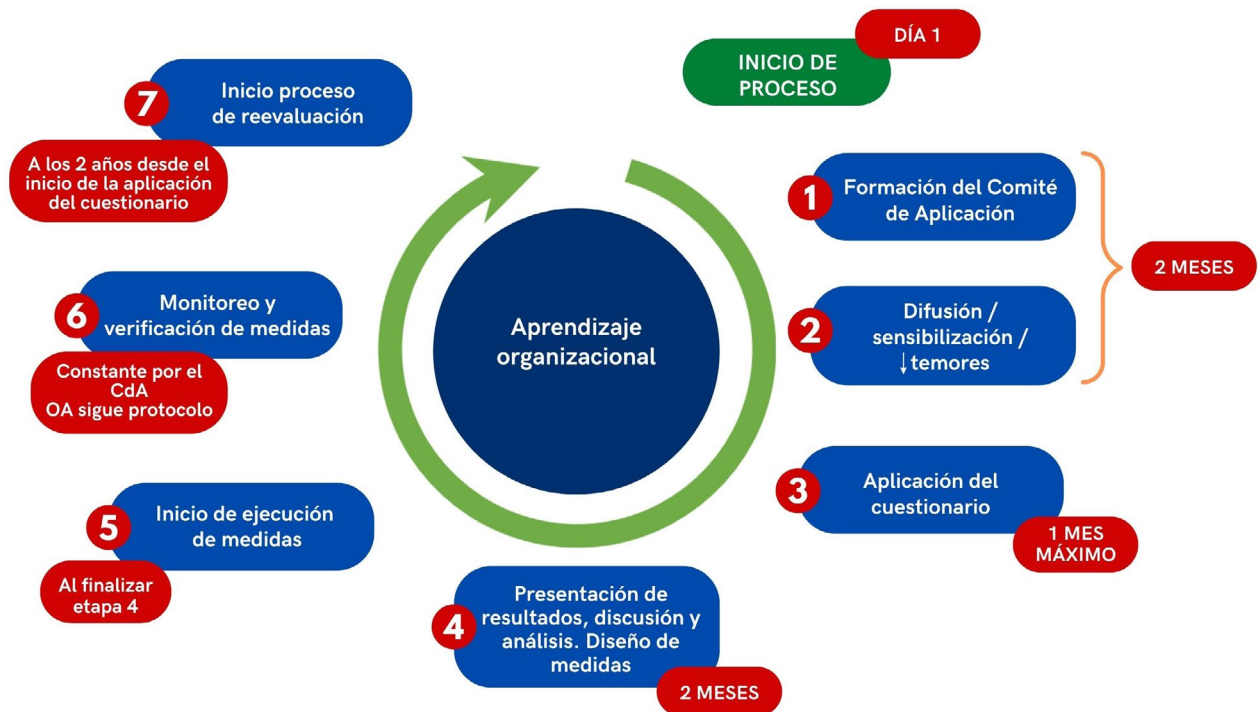 DÍA 1
INICIO DE
PROCESO
1
Formación del Comité
de Aplicación
2
Difusión /
sensibilización /
↓temores
2 MESES
3
Aplicación del
cuestionario
1 MES
MÁXIMO
4
Presentación de
resultados, discusión y
análisis. Diseño de
medidas
2 MESES
5
Inicio de ejecución
de medidas
Al finalizar
etapa 4
6
Monitoreo y
verificación de medidas
Constante por el
CdA
OA sigue protocolo
7
Inicio proceso
de reevaluación
A los 2 años desde el
inicio de la aplicación
del cuestionario
Aprendizaje
organizacional